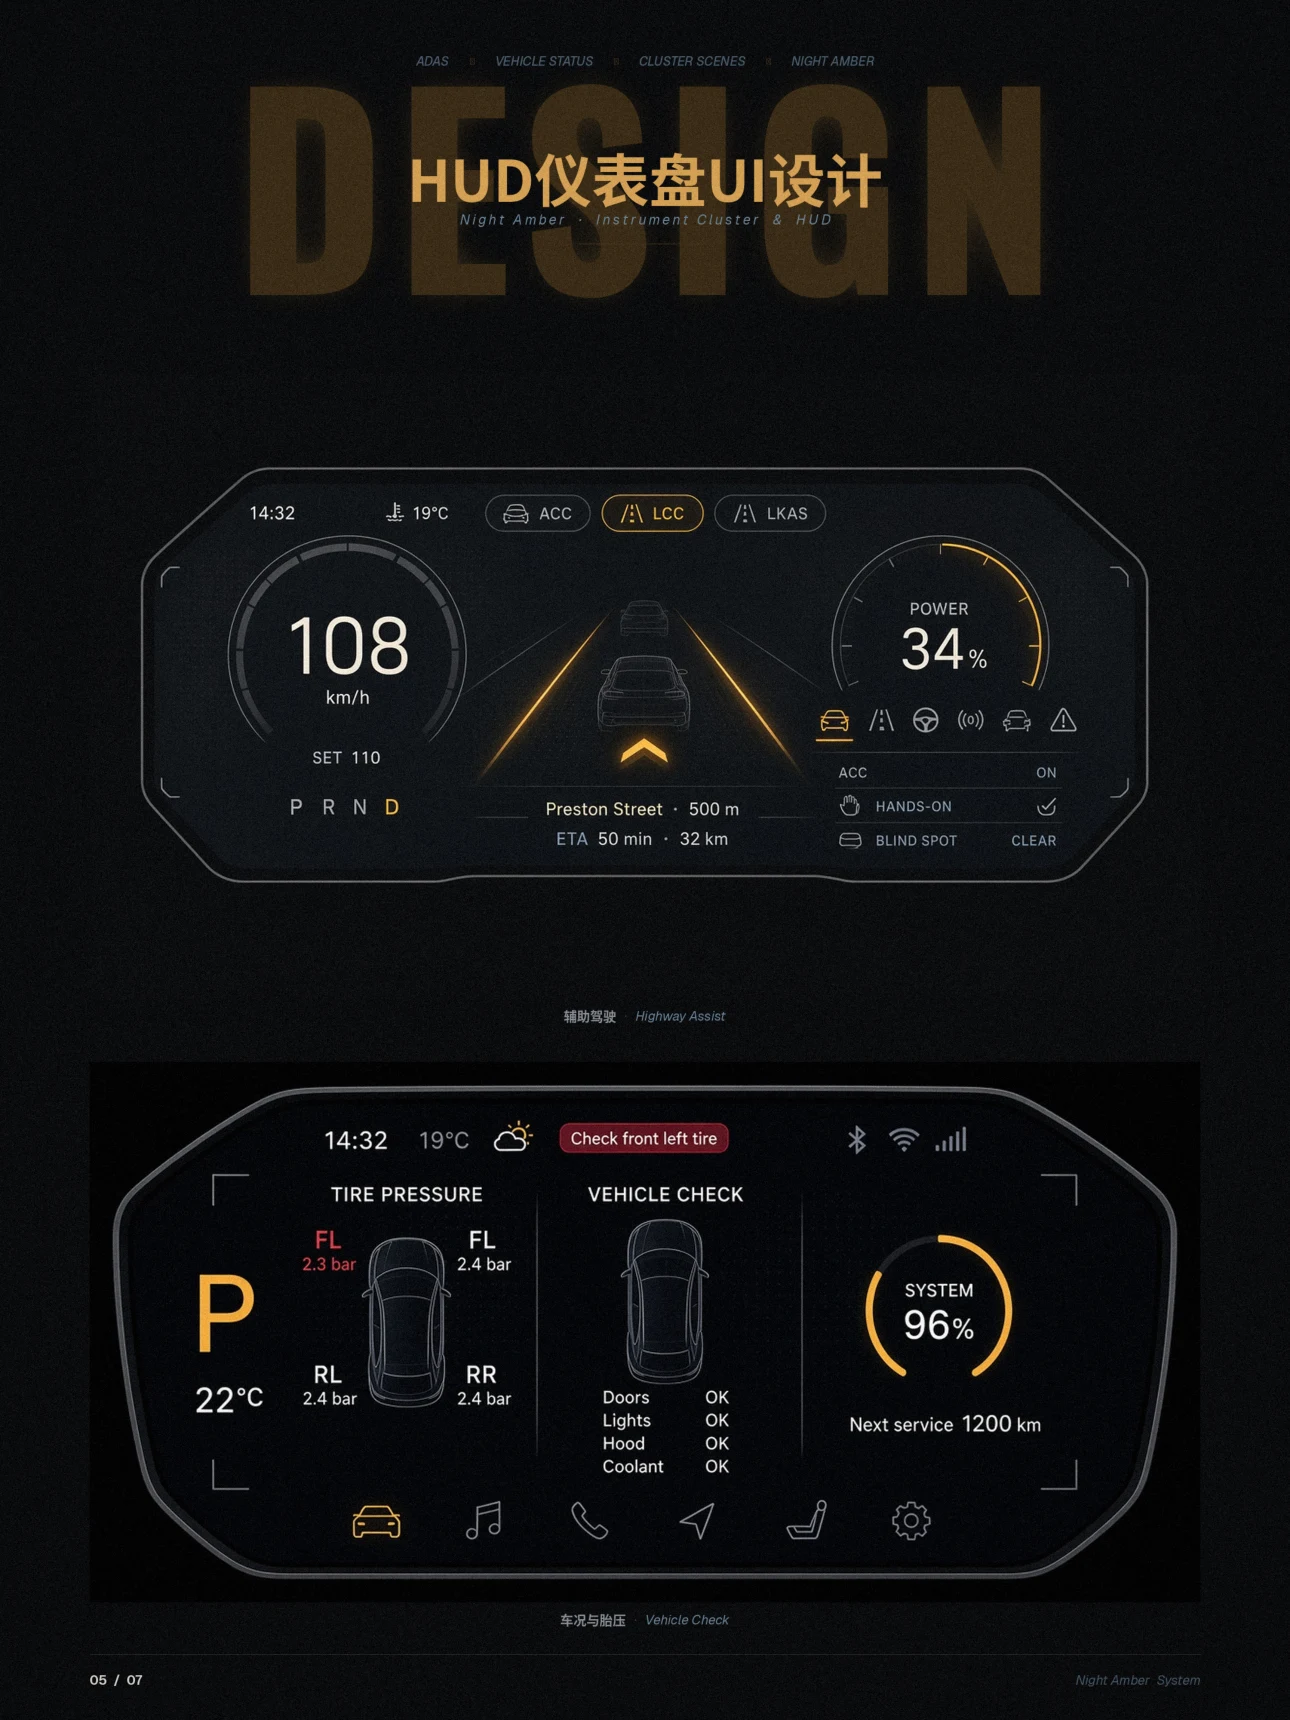 ADAS VEHICLE STATUS CLUSTER SCENES NIGHT AMBER
DESIGN
HUD仪表盘UI设计
Night Amber · Instrument Cluster & HUD
14:32 19°C ACC LCC LKAS
108
km/h
SET 110
P R N D
POWER
34%
Preston Street · 500 m
ETA 50 min · 32 km
ACC ON
HANDS-ON
BLIND SPOT CLEAR
辅助驾驶 · Highway Assist
14:32 19°C Check front left tire
P
22°C
TIRE PRESSURE
FL FL
2.3 bar 2.4 bar
RL RR
2.4 bar 2.4 bar
VEHICLE CHECK
Doors OK
Lights OK
Hood OK
Coolant OK
SYSTEM
96%
Next service 1200 km
车况与胎压 · Vehicle Check
05 / 07
Night Amber System